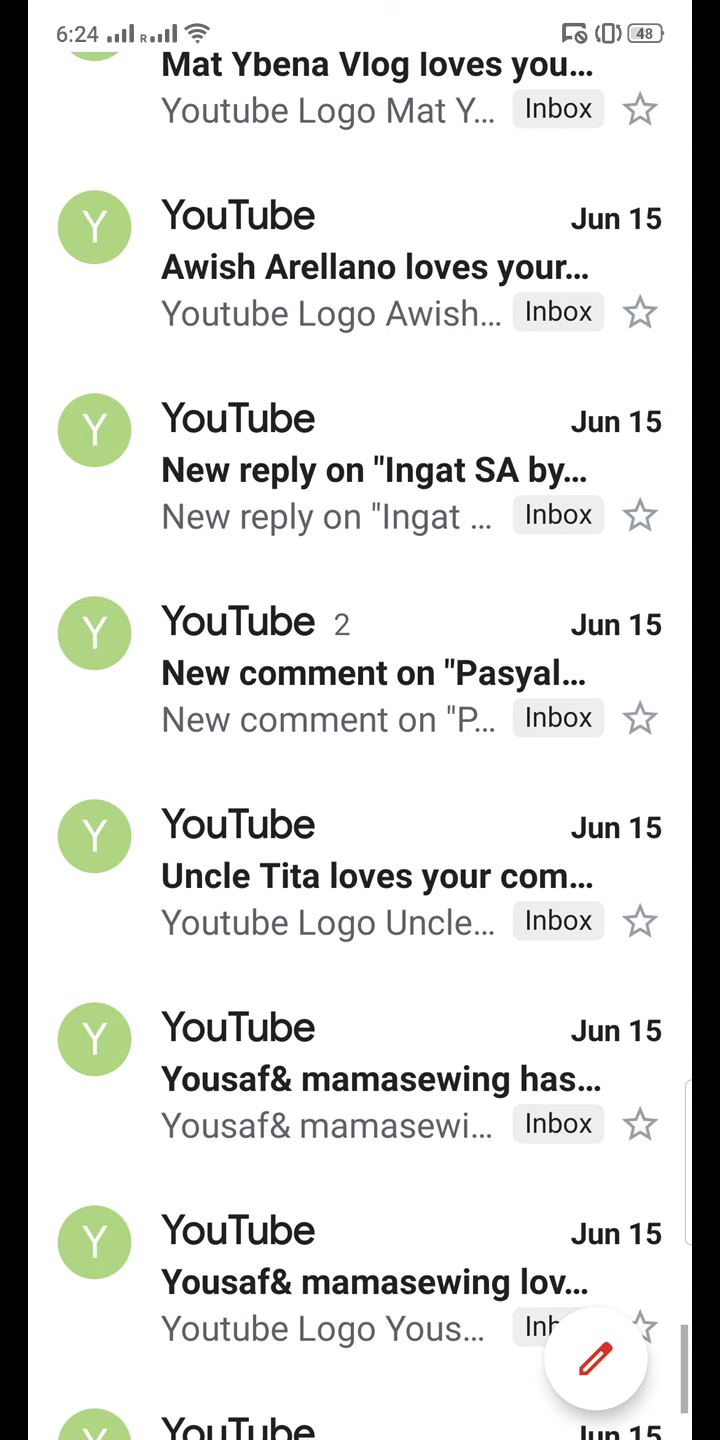 6:24 R 48
Mat Ybena Vlog loves you...
Youtube Logo Mat Y... Inbox
Y YouTube Jun 15
Awish Arellano loves your...
Youtube Logo Awish... Inbox
Y YouTube Jun 15
New reply on "Ingat SA by...
New reply on "Ingat ... Inbox
Y YouTube 2 Jun 15
New comment on "Pasyal...
New comment on "P... Inbox
Y YouTube Jun 15
Uncle Tita loves your com...
Youtube Logo Uncle... Inbox
Y YouTube Jun 15
Yousaf& mamasewing has...
Yousaf& mamasewi... Inbox
Y YouTube Jun 15
Yousaf& mamasewing lov...
Youtube Logo Yous... Inb
Y YouTube Jun 15